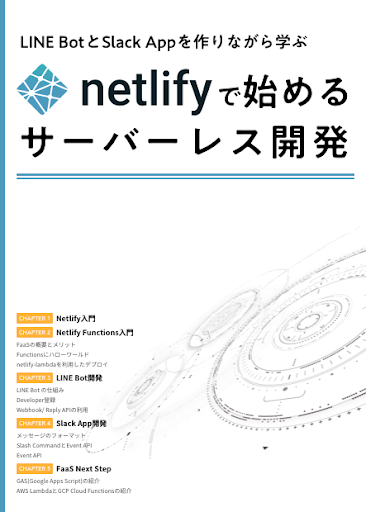 LINE BotとSlack Appを作りながら学ぶ
netlifyで始める
サーバーレス開発
CHAPTER 1 Netlify入門
CHAPTER 2 Netlify Functions入門
FaaSの概要とメリット
Functionsにハローワールド
netlify-lambdaを利用したデプロイ
CHAPTER 3 LINE Bot開発
LINE Bot の仕組み
Developer登録
Webhook/ Reply APIの利用
CHAPTER 4 Slack App開発
メッセージのフォーマット
Slash CommandとEvent API
Event API
CHAPTER 5 FaaS Next Step
GAS(Google Apps Script)の紹介
AWS LambdaとGCP Cloud Functionsの紹介